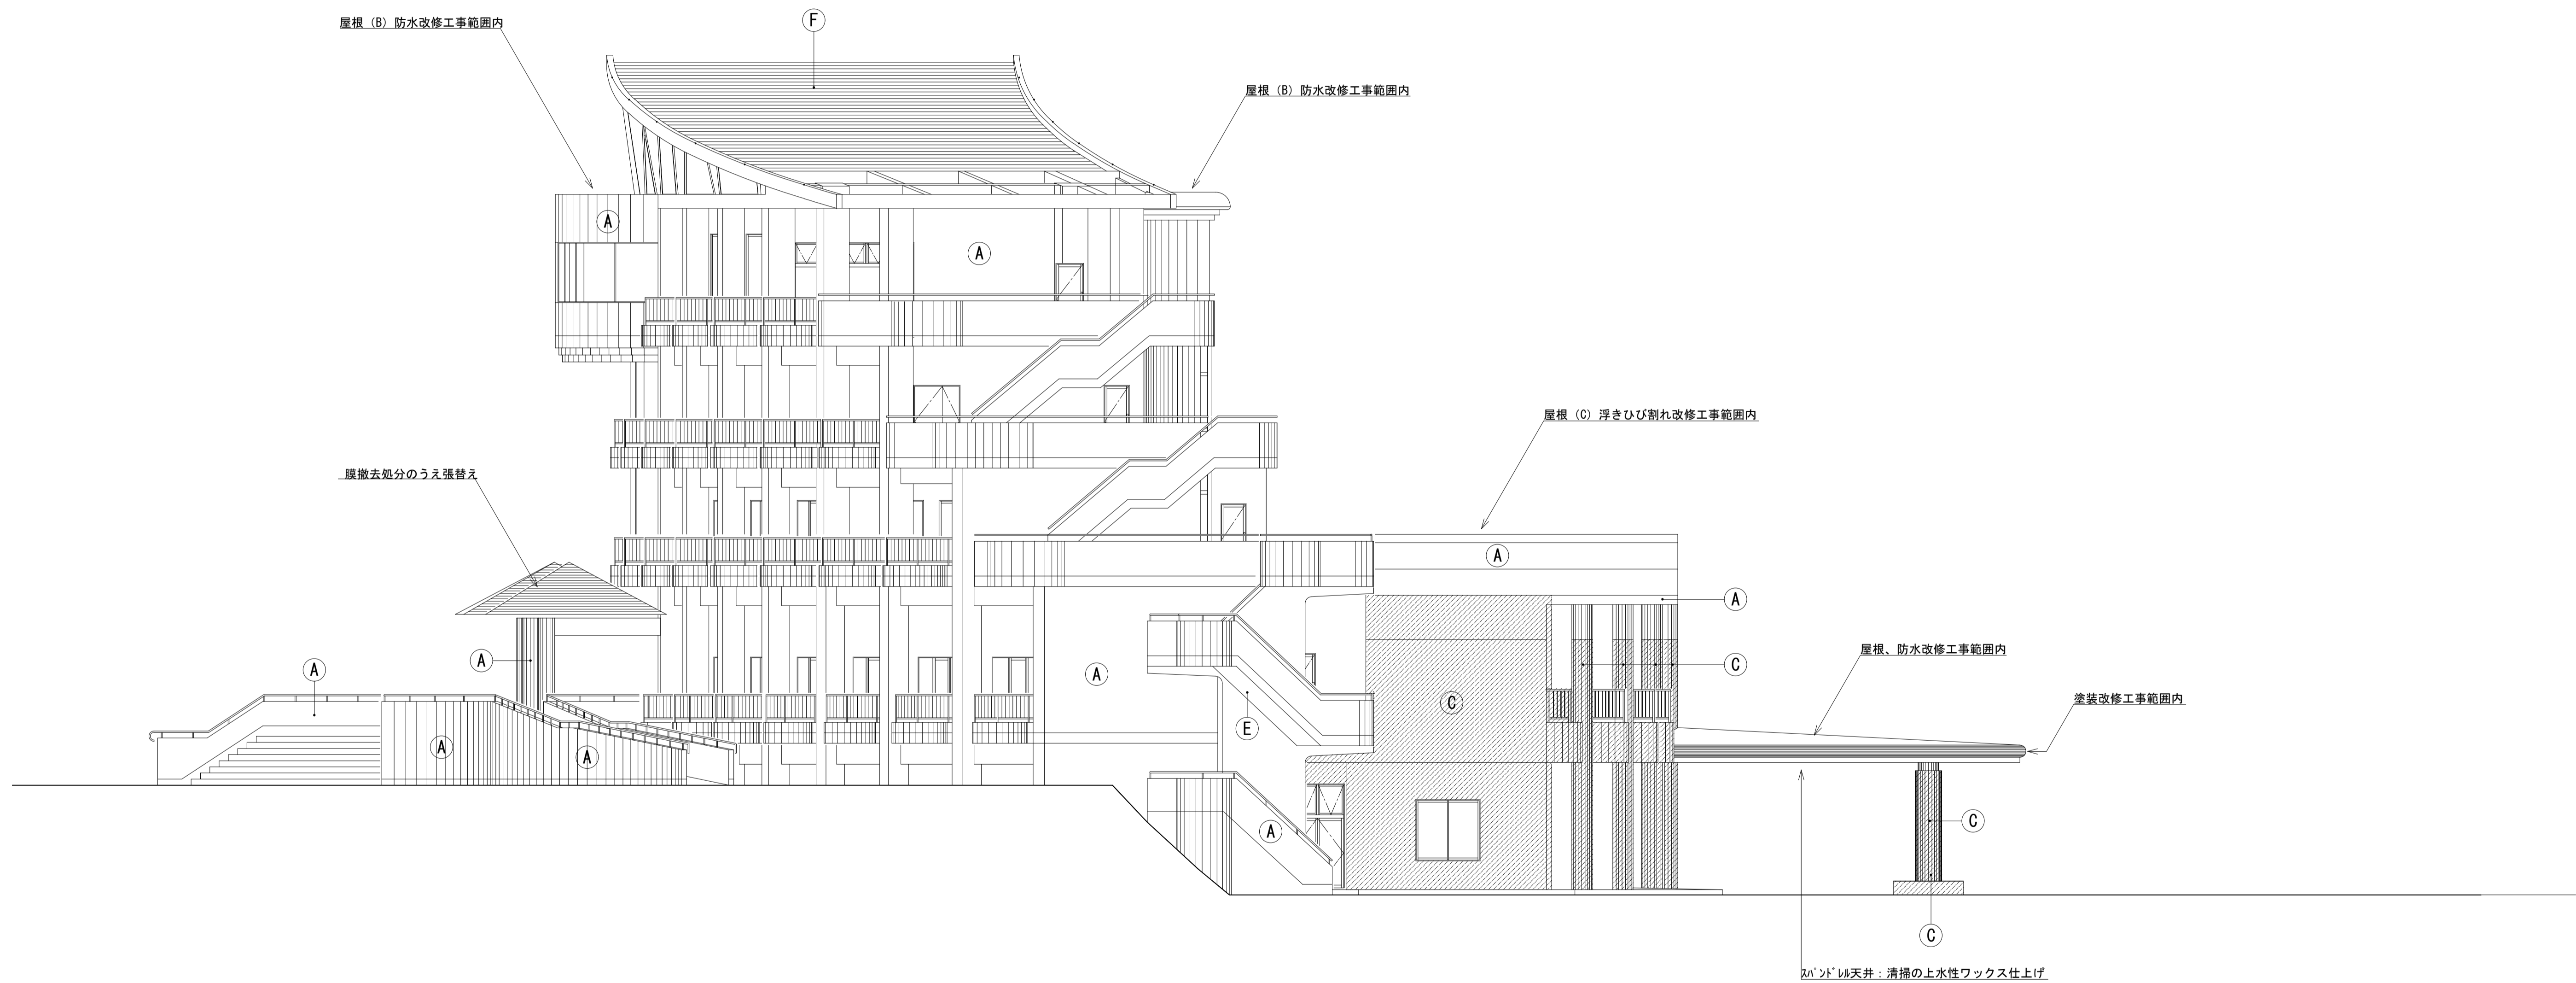 屋根（B）防水改修工事範囲内
F
屋根（B）防水改修工事範囲内
A
A
屋根（C）浮きひび割れ改修工事範囲内
膜撤去処分のうえ張替え
A
A
屋根、防水改修工事範囲内
A
C
A
A
塗装改修工事範囲内
C
E
A
A
A
C
C
ｽﾊﾟﾝﾄﾞﾚﾙ天井：清掃の上水性ワックス仕上げ